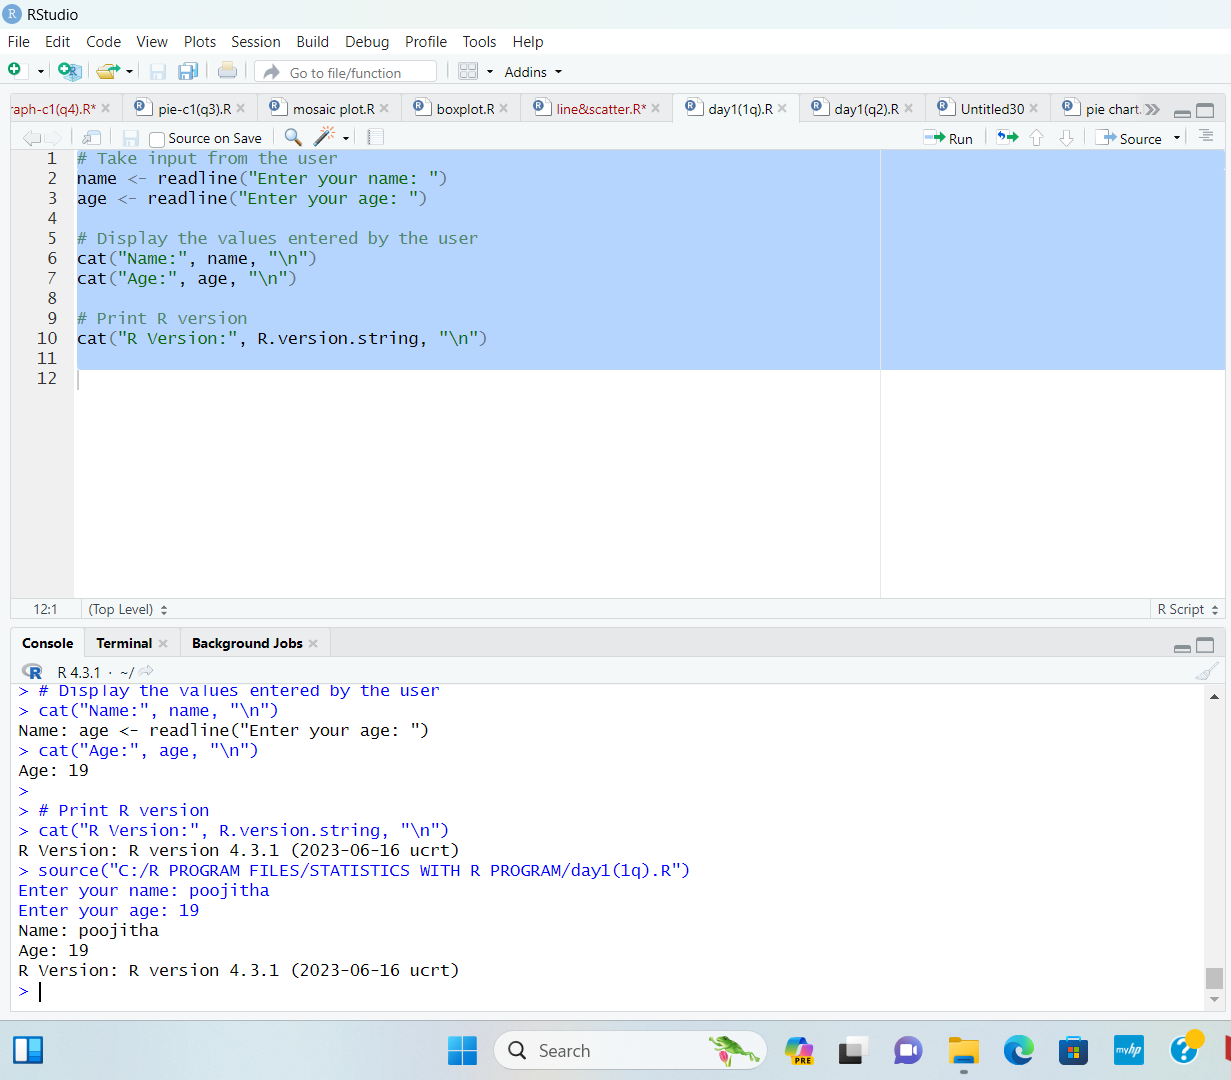 RStudio
File Edit Code View Plots Session Build Debug Profile Tools Help
Go to file/function Addins
raph-c1(q4).R* pie-c1(q3).R mosaic plot.R boxplot.R line&scatter.R* day1(1q).R day1(q2).R Untitled30 pie chart.
Source on Save Run Source
1 # Take input from the user
2 name <- readline("Enter your name: ")
3 age <- readline("Enter your age: ")
4
5 # Display the values entered by the user
6 cat("Name:", name, "\n")
7 cat("Age:", age, "\n")
8
9 # Print R version
10 cat("R Version:", R.version.string, "\n")
11
12
12:1 (Top Level) R Script
Console Terminal Background Jobs
R 4.3.1 · ~/
> # Display the values entered by the user
> cat("Name:", name, "\n")
Name: age <- readline("Enter your age: ")
> cat("Age:", age, "\n")
Age: 19
>
> # Print R version
> cat("R Version:", R.version.string, "\n")
R Version: R version 4.3.1 (2023-06-16 ucrt)
> source("C:/R PROGRAM FILES/STATISTICS WITH R PROGRAM/day1(1q).R")
Enter your name: poojitha
Enter your age: 19
Name: poojitha
Age: 19
R Version: R version 4.3.1 (2023-06-16 ucrt)
>
Search PRE myhp